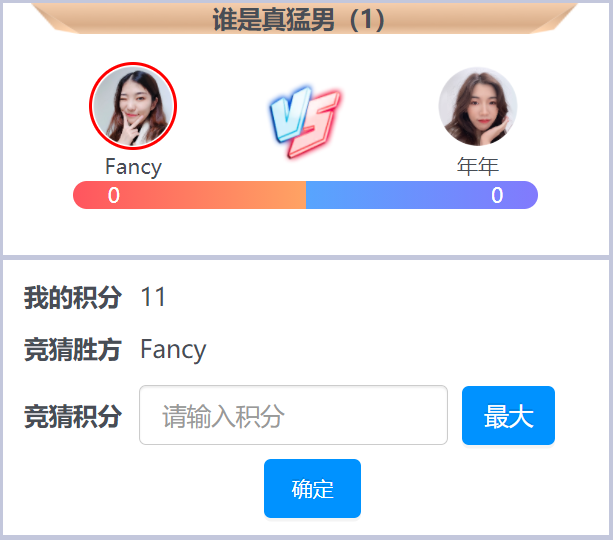 谁是真猛男（1）
VS
Fancy 年年
0 0
我的积分 11
竞猜胜方 Fancy
竞猜积分 请输入积分 最大
确定